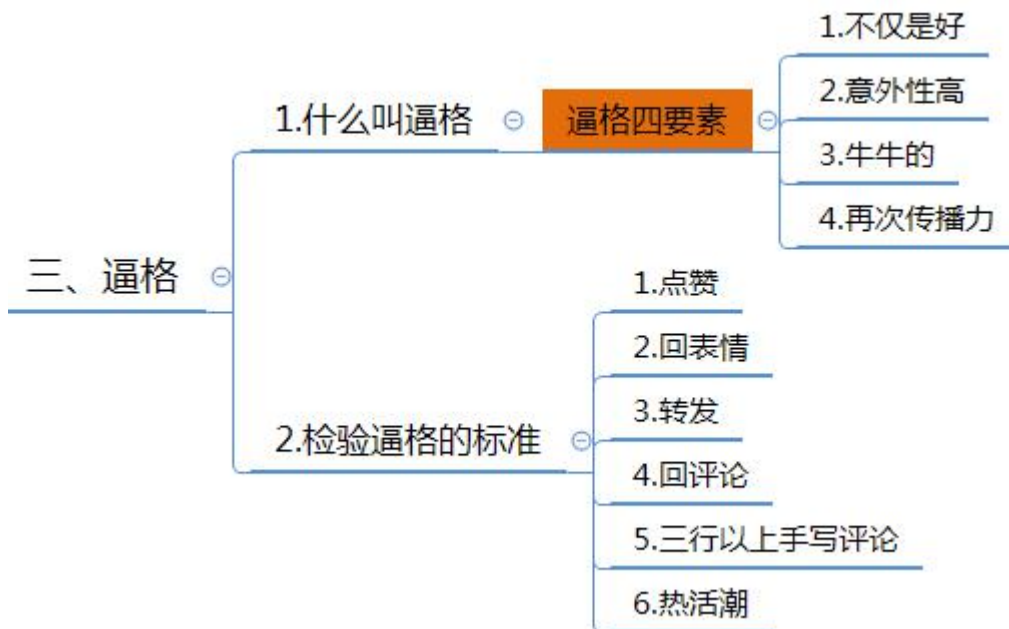 三、逼格
1.什么叫逼格
逼格四要素
1.不仅是好
2.意外性高
3.牛牛的
4.再次传播力
2.检验逼格的标准
1.点赞
2.回表情
3.转发
4.回评论
5.三行以上手写评论
6.热活潮